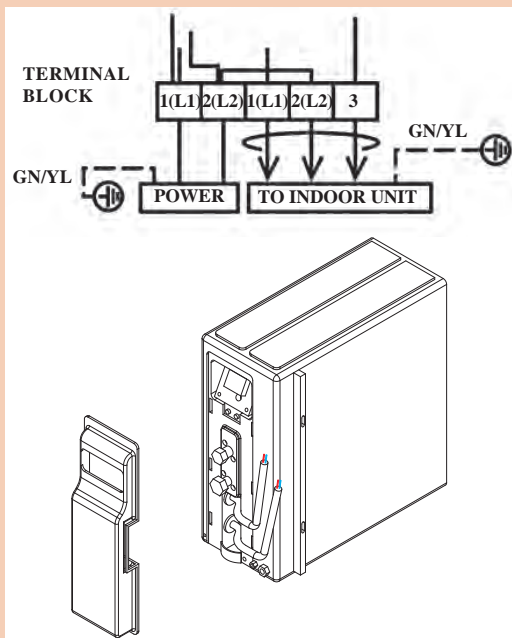 TERMINAL
BLOCK
1(L1) 2(L2) 1(L1) 2(L2) 3
GN/YL
GN/YL
POWER
TO INDOOR UNIT